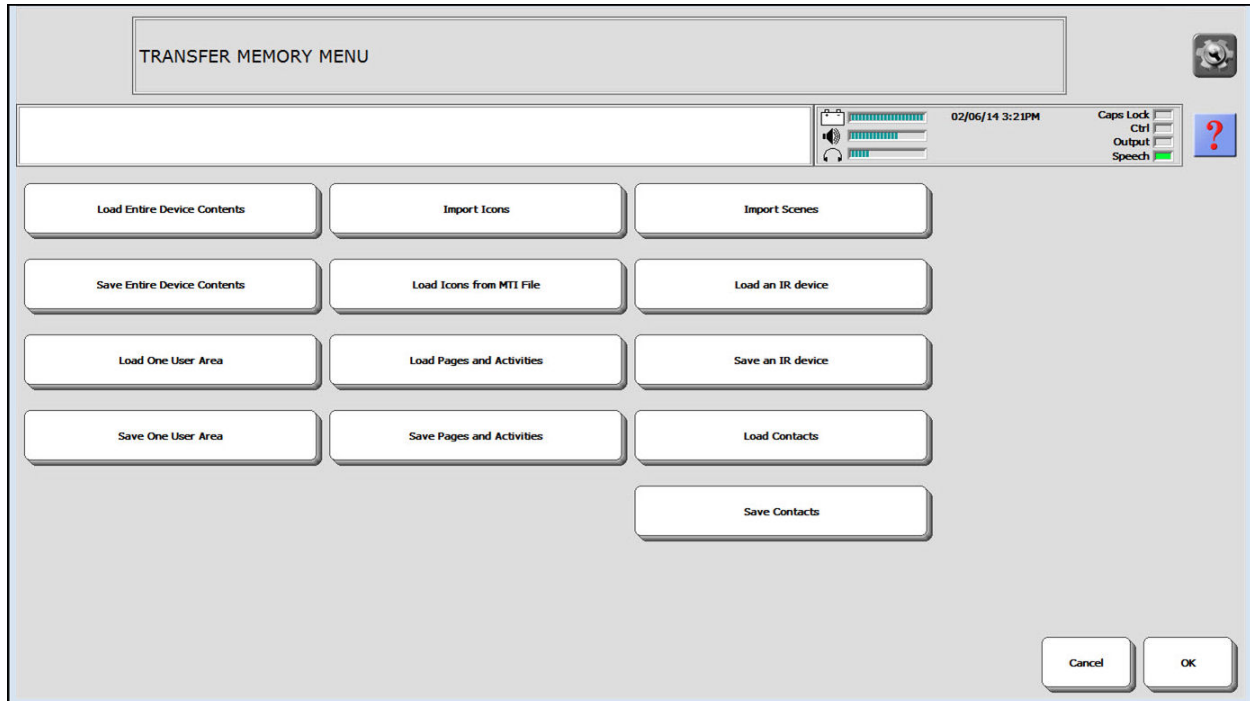 TRANSFER MEMORY MENU
02/06/14 3:21PM
Caps Lock
Ctrl
Output
Speech
?
Load Entire Device Contents
Import Icons
Import Scenes
Save Entire Device Contents
Load Icons from MTI File
Load an IR device
Load One User Area
Load Pages and Activities
Save an IR device
Save One User Area
Save Pages and Activities
Load Contacts
Save Contacts
Cancel
OK